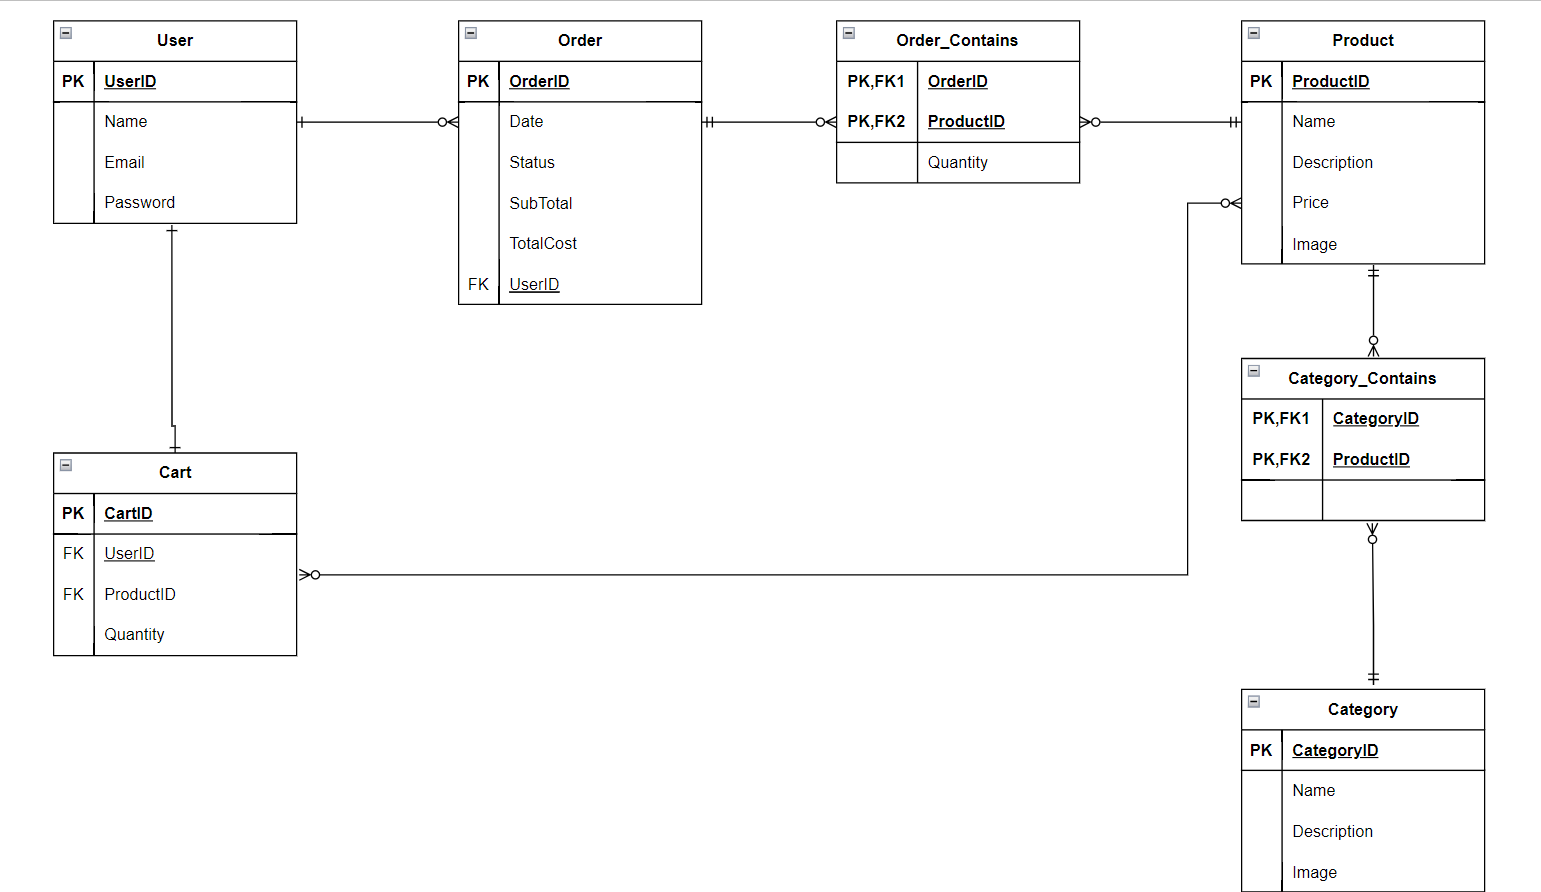 User
PK UserID
Name
Email
Password
Order
PK OrderID
Date
Status
SubTotal
TotalCost
FK UserID
Order_Contains
PK,FK1 OrderID
PK,FK2 ProductID
Quantity
Product
PK ProductID
Name
Description
Price
Image
Category_Contains
PK,FK1 CategoryID
PK,FK2 ProductID
Cart
PK CartID
FK UserID
FK ProductID
Quantity
Category
PK CategoryID
Name
Description
Image